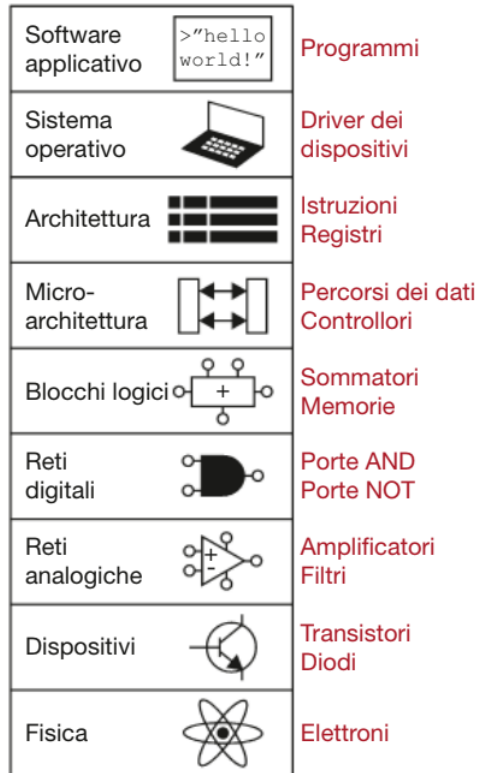 Software
applicativo
>"hello
world!"
Programmi
Sistema
operativo
Driver dei
dispositivi
Architettura
Istruzioni
Registri
Micro-
architettura
Percorsi dei dati
Controllori
Blocchi logici
+
Sommatori
Memorie
Reti
digitali
Porte AND
Porte NOT
Reti
analogiche
+
-
Amplificatori
Filtri
Dispositivi
Transistori
Diodi
Fisica
Elettroni